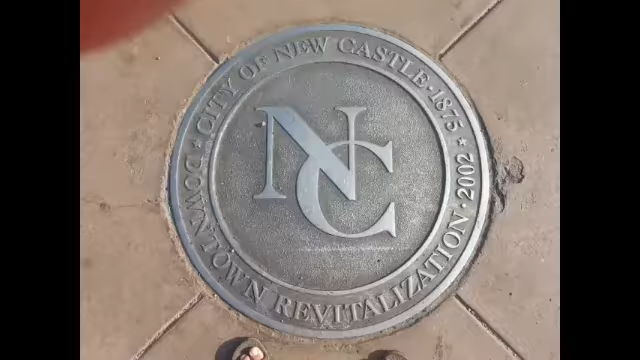 CITY OF NEW CASTLE · 1875
NC
DOWNTOWN REVITALIZATION · 2002